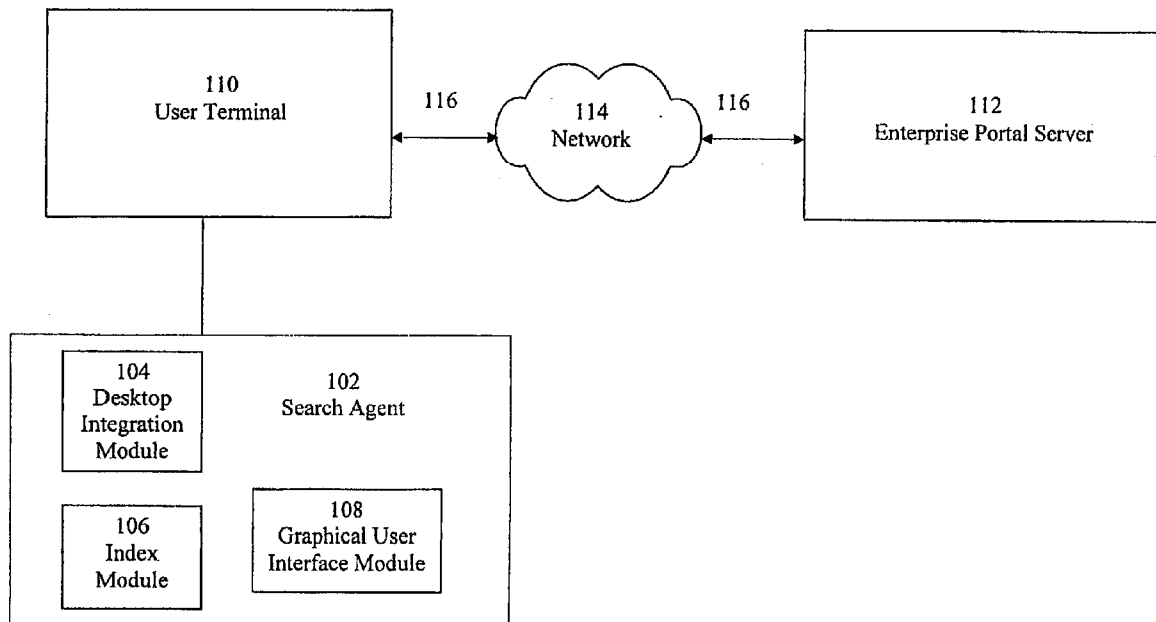 110
User Terminal
116
114
Network
116
112
Enterprise Portal Server
104
Desktop
Integration
Module
102
Search Agent
106
Index
Module
108
Graphical User
Interface Module